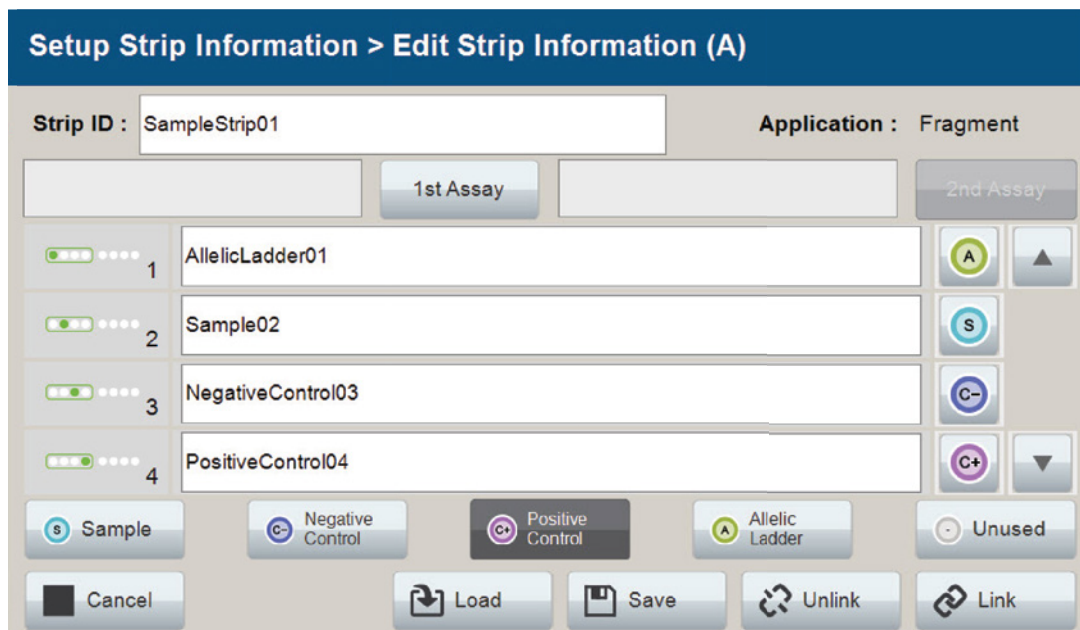 Setup Strip Information > Edit Strip Information (A)
Strip ID : SampleStrip01 Application : Fragment
1st Assay 2nd Assay
1 AllelicLadder01 A
2 Sample02 S
3 NegativeControl03 C-
4 PositiveControl04 C+
S Sample C- Negative Control C+ Positive Control A Allelic Ladder - Unused
Cancel Load Save Unlink Link